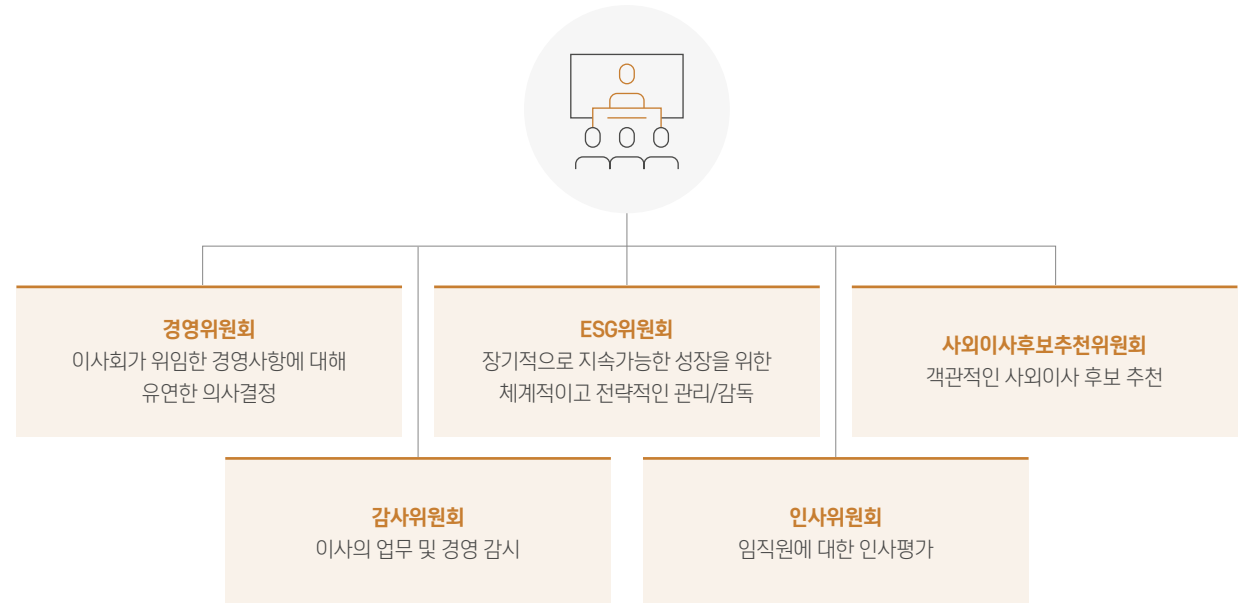 경영위원회
이사회가 위임한 경영사항에 대해
유연한 의사결정
ESG위원회
장기적으로 지속가능한 성장을 위한
체계적이고 전략적인 관리/감독
사외이사후보추천위원회
객관적인 사외이사 후보 추천
감사위원회
이사의 업무 및 경영 감시
인사위원회
임직원에 대한 인사평가